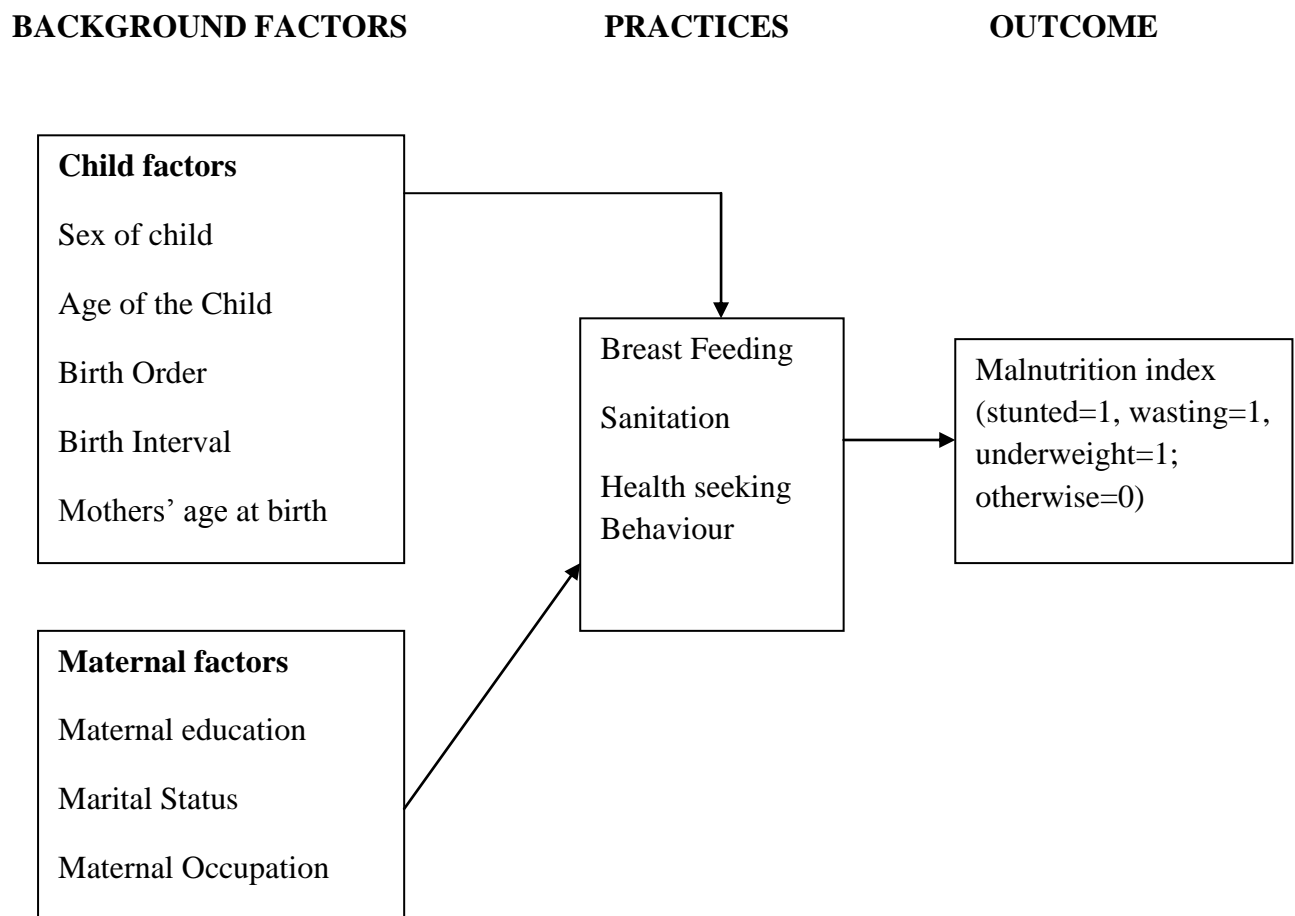 BACKGROUND FACTORS PRACTICES OUTCOME
Child factors
Sex of child
Age of the Child
Birth Order
Birth Interval
Mothers’ age at birth
Maternal factors
Maternal education
Marital Status
Maternal Occupation
Breast Feeding
Sanitation
Health seeking
Behaviour
Malnutrition index
(stunted=1, wasting=1,
underweight=1;
otherwise=0)